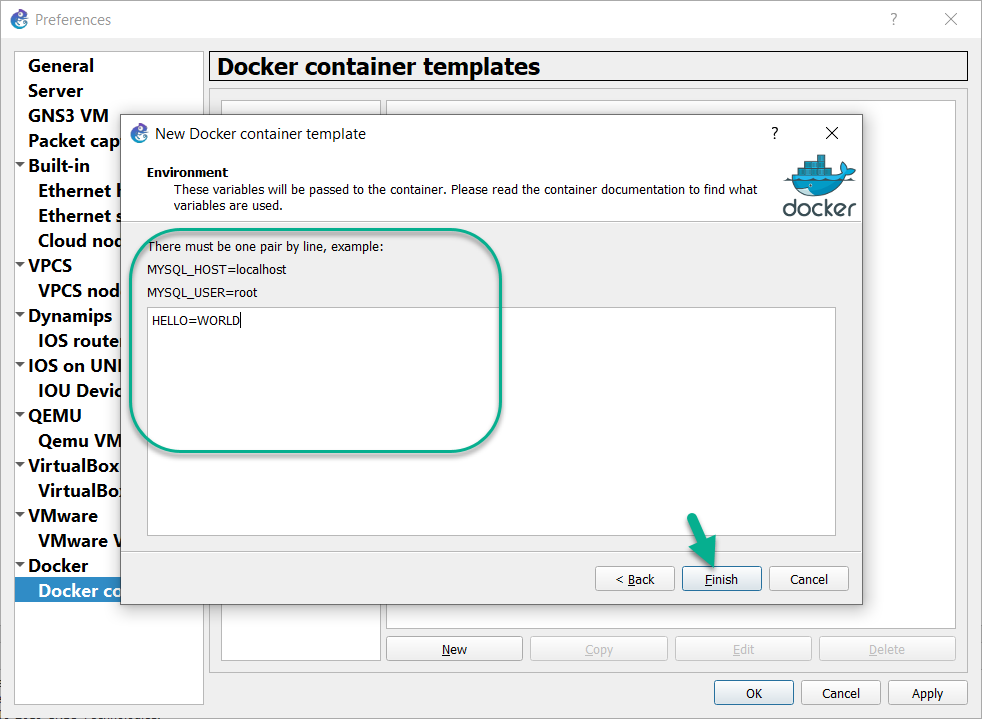 Preferences
?
General
Server
GNS3 VM
Packet cap
Built-in
Ethernet
Ethernet s
Cloud nod
VPCS
VPCS nod
Dynamips
IOS route
IOS on UN
IOU Devic
QEMU
Qemu VM
VirtualBox
VirtualBo
VMware
VMware V
Docker
Docker co
Docker container templates
New Docker container template
?
Environment
These variables will be passed to the container. Please read the container documentation to find what
variables are used.
docker
There must be one pair by line, example:
MYSQL_HOST=localhost
MYSQL_USER=root
HELLO=WORLD
< Back
Finish
Cancel
New
Copy
Edit
Delete
OK
Cancel
Apply